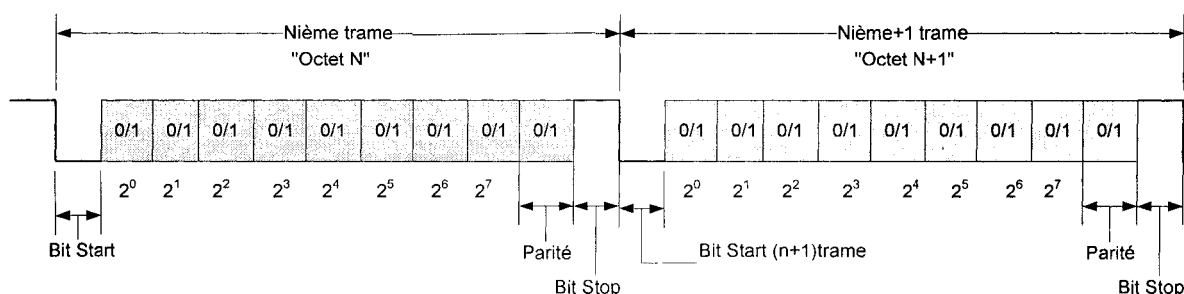 Nième trame
"Octet N"
Nième+1 trame
"Octet N+1"
0/1 0/1 0/1 0/1 0/1 0/1 0/1 0/1 0/1
0/1 0/1 0/1 0/1 0/1 0/1 0/1 0/1 0/1
2⁰ 2¹ 2² 2³ 2⁴ 2⁵ 2⁶ 2⁷
2⁰ 2¹ 2² 2³ 2⁴ 2⁵ 2⁶ 2⁷
Bit Start
Parité
Bit Stop
Bit Start (n+1)trame
Parité
Bit Stop